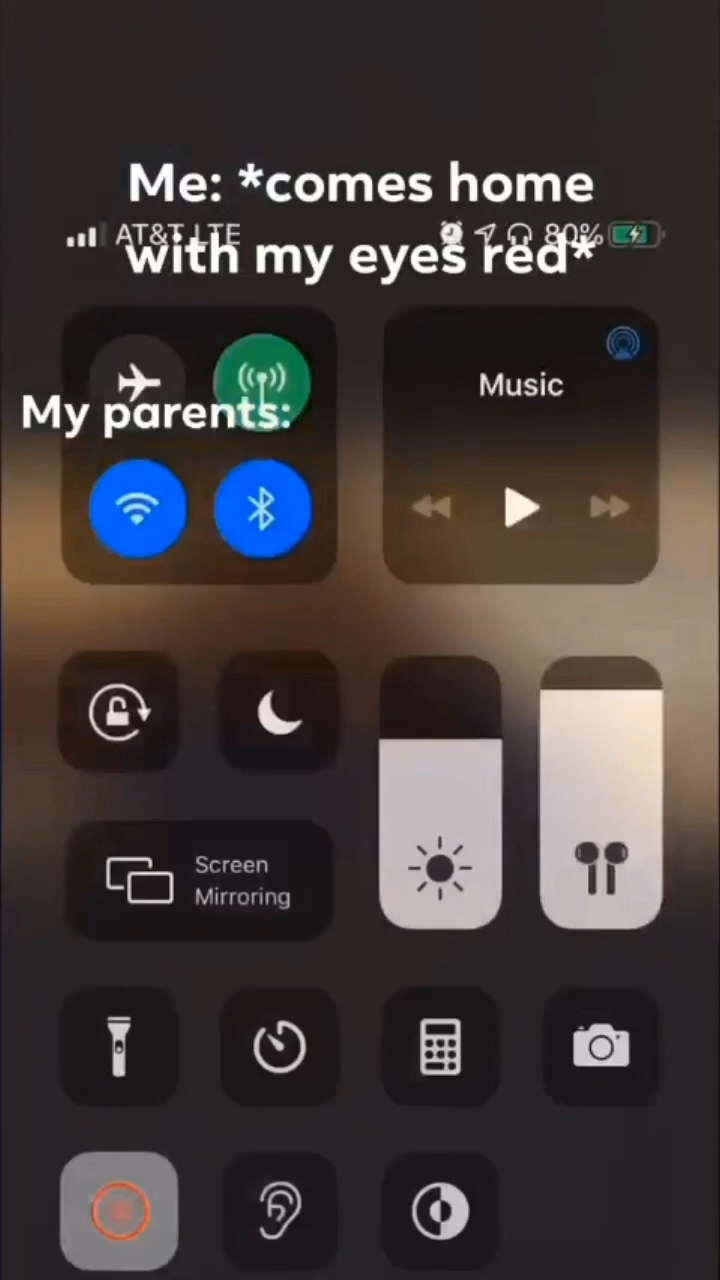 Me: *comes home
AT&T LTE 80%
with my eyes red*
Music
My parents:
Screen
Mirroring